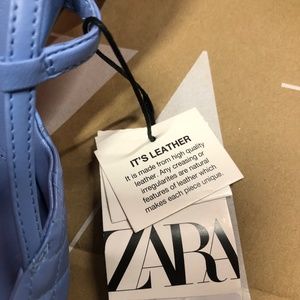 IT'S LEATHER
It is made from high quality
leather. Any creasing or
irregularites are natural
features of leather which
makes each piece unique.
ZARA